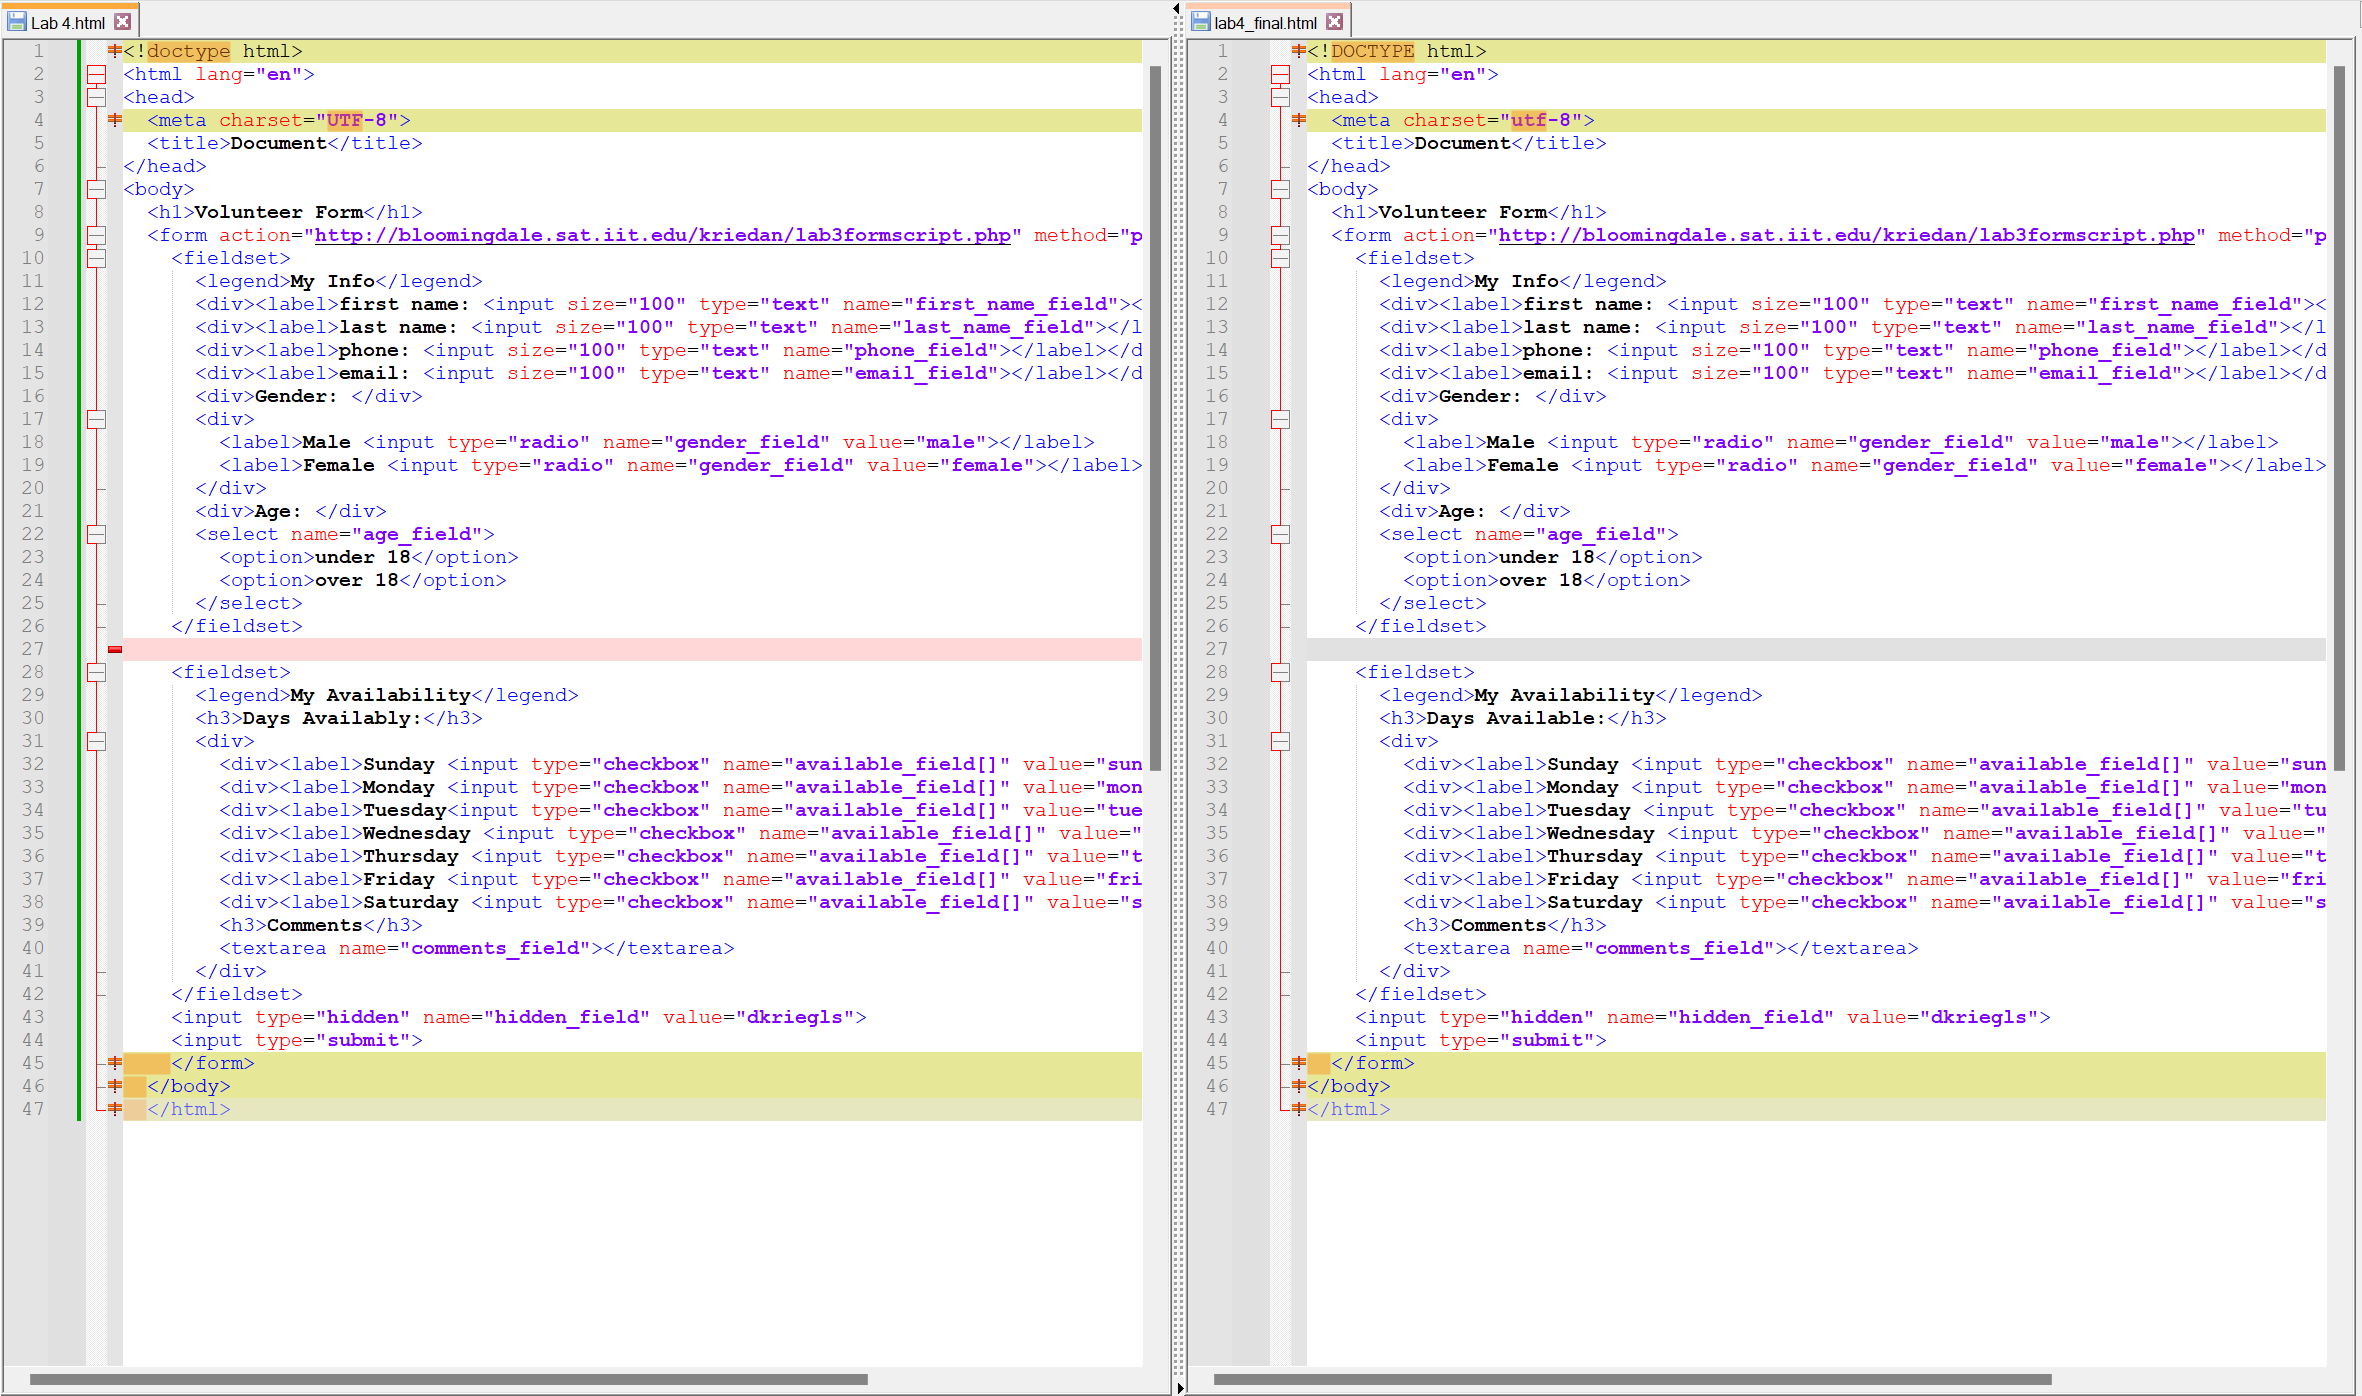 Lab 4.html
1 <!doctype html>
2 <html lang="en">
3 <head>
4 <meta charset="UTF-8">
5 <title>Document</title>
6 </head>
7 <body>
8 <h1>Volunteer Form</h1>
9 <form action="http://bloomingdale.sat.iit.edu/kriedan/lab3formscript.php" method="p
10 <fieldset>
11 <legend>My Info</legend>
12 <div><label>first name: <input size="100" type="text" name="first_name_field"><
13 <div><label>last name: <input size="100" type="text" name="last_name_field"></l
14 <div><label>phone: <input size="100" type="text" name="phone_field"></label></d
15 <div><label>email: <input size="100" type="text" name="email_field"></label></d
16 <div>Gender: </div>
17 <div>
18 <label>Male <input type="radio" name="gender_field" value="male"></label>
19 <label>Female <input type="radio" name="gender_field" value="female"></label>
20 </div>
21 <div>Age: </div>
22 <select name="age_field">
23 <option>under 18</option>
24 <option>over 18</option>
25 </select>
26 </fieldset>
27
28 <fieldset>
29 <legend>My Availability</legend>
30 <h3>Days Availably:</h3>
31 <div>
32 <div><label>Sunday <input type="checkbox" name="available_field[]" value="sun
33 <div><label>Monday <input type="checkbox" name="available_field[]" value="mon
34 <div><label>Tuesday<input type="checkbox" name="available_field[]" value="tue
35 <div><label>Wednesday <input type="checkbox" name="available_field[]" value="
36 <div><label>Thursday <input type="checkbox" name="available_field[]" value="t
37 <div><label>Friday <input type="checkbox" name="available_field[]" value="fri
38 <div><label>Saturday <input type="checkbox" name="available_field[]" value="s
39 <h3>Comments</h3>
40 <textarea name="comments_field"></textarea>
41 </div>
42 </fieldset>
43 <input type="hidden" name="hidden_field" value="dkriegls">
44 <input type="submit">
45 </form>
46 </body>
47 </html>
lab4_final.html
1 <!DOCTYPE html>
2 <html lang="en">
3 <head>
4 <meta charset="utf-8">
5 <title>Document</title>
6 </head>
7 <body>
8 <h1>Volunteer Form</h1>
9 <form action="http://bloomingdale.sat.iit.edu/kriedan/lab3formscript.php" method="p
10 <fieldset>
11 <legend>My Info</legend>
12 <div><label>first name: <input size="100" type="text" name="first_name_field"><
13 <div><label>last name: <input size="100" type="text" name="last_name_field"></l
14 <div><label>phone: <input size="100" type="text" name="phone_field"></label></d
15 <div><label>email: <input size="100" type="text" name="email_field"></label></d
16 <div>Gender: </div>
17 <div>
18 <label>Male <input type="radio" name="gender_field" value="male"></label>
19 <label>Female <input type="radio" name="gender_field" value="female"></label>
20 </div>
21 <div>Age: </div>
22 <select name="age_field">
23 <option>under 18</option>
24 <option>over 18</option>
25 </select>
26 </fieldset>
27
28 <fieldset>
29 <legend>My Availability</legend>
30 <h3>Days Available:</h3>
31 <div>
32 <div><label>Sunday <input type="checkbox" name="available_field[]" value="sun
33 <div><label>Monday <input type="checkbox" name="available_field[]" value="mon
34 <div><label>Tuesday <input type="checkbox" name="available_field[]" value="tu
35 <div><label>Wednesday <input type="checkbox" name="available_field[]" value="
36 <div><label>Thursday <input type="checkbox" name="available_field[]" value="t
37 <div><label>Friday <input type="checkbox" name="available_field[]" value="fri
38 <div><label>Saturday <input type="checkbox" name="available_field[]" value="s
39 <h3>Comments</h3>
40 <textarea name="comments_field"></textarea>
41 </div>
42 </fieldset>
43 <input type="hidden" name="hidden_field" value="dkriegls">
44 <input type="submit">
45 </form>
46 </body>
47 </html>